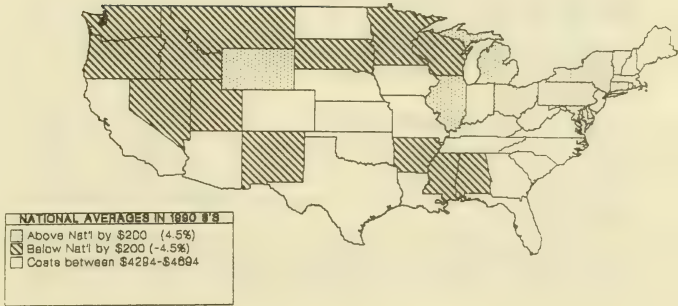 NATIONAL AVERAGES IN 1990 $'S
Above Nat'l by $200 (4.5%)
Below Nat'l by $200 (-4.5%)
Costs between $4294-$4694